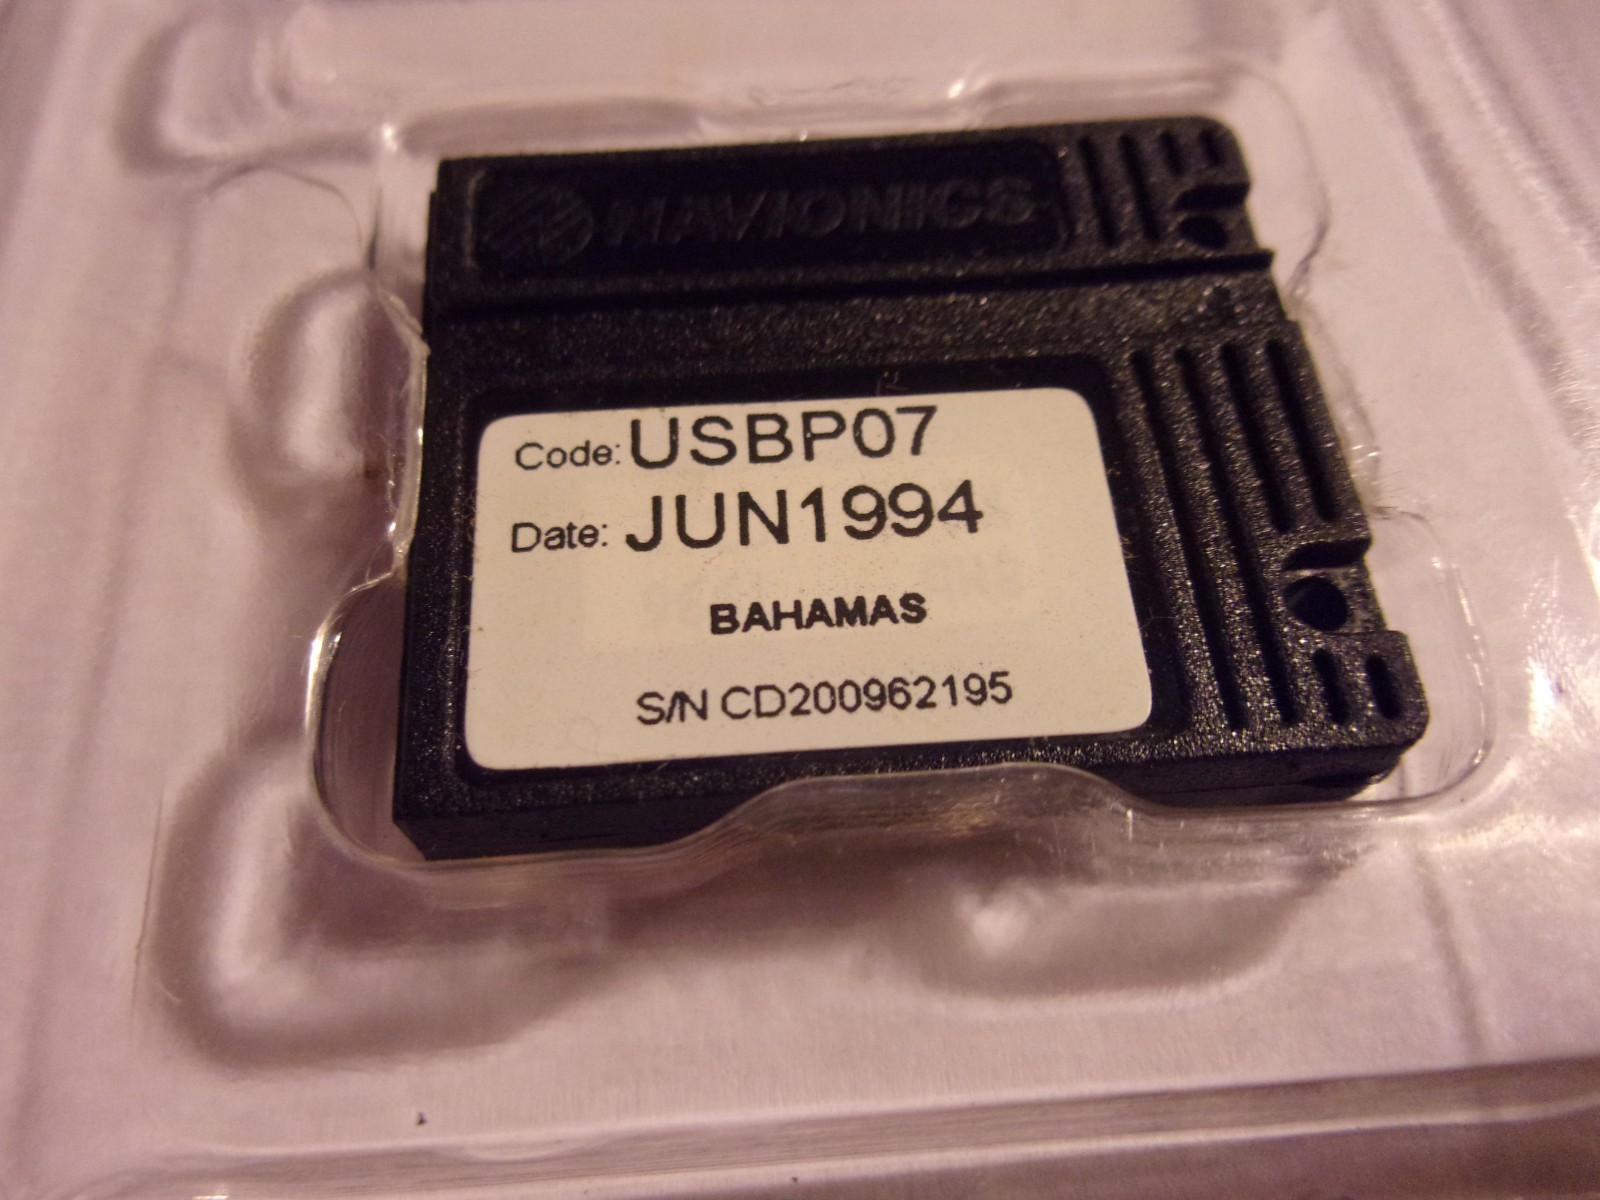 NAVIONICS
Code: USBP07
Date: JUN1994
BAHAMAS
S/N CD200962195